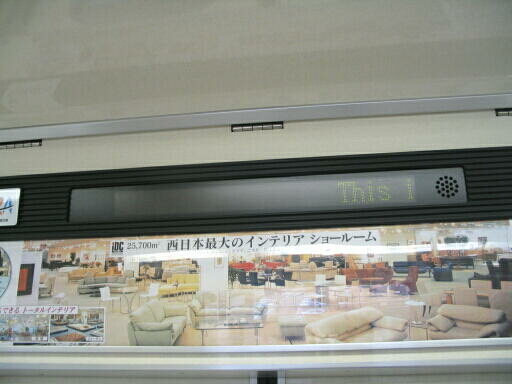 This i
IDC 25,700m² 西日本最大のインテリア ショールーム
できる トータルインテリア